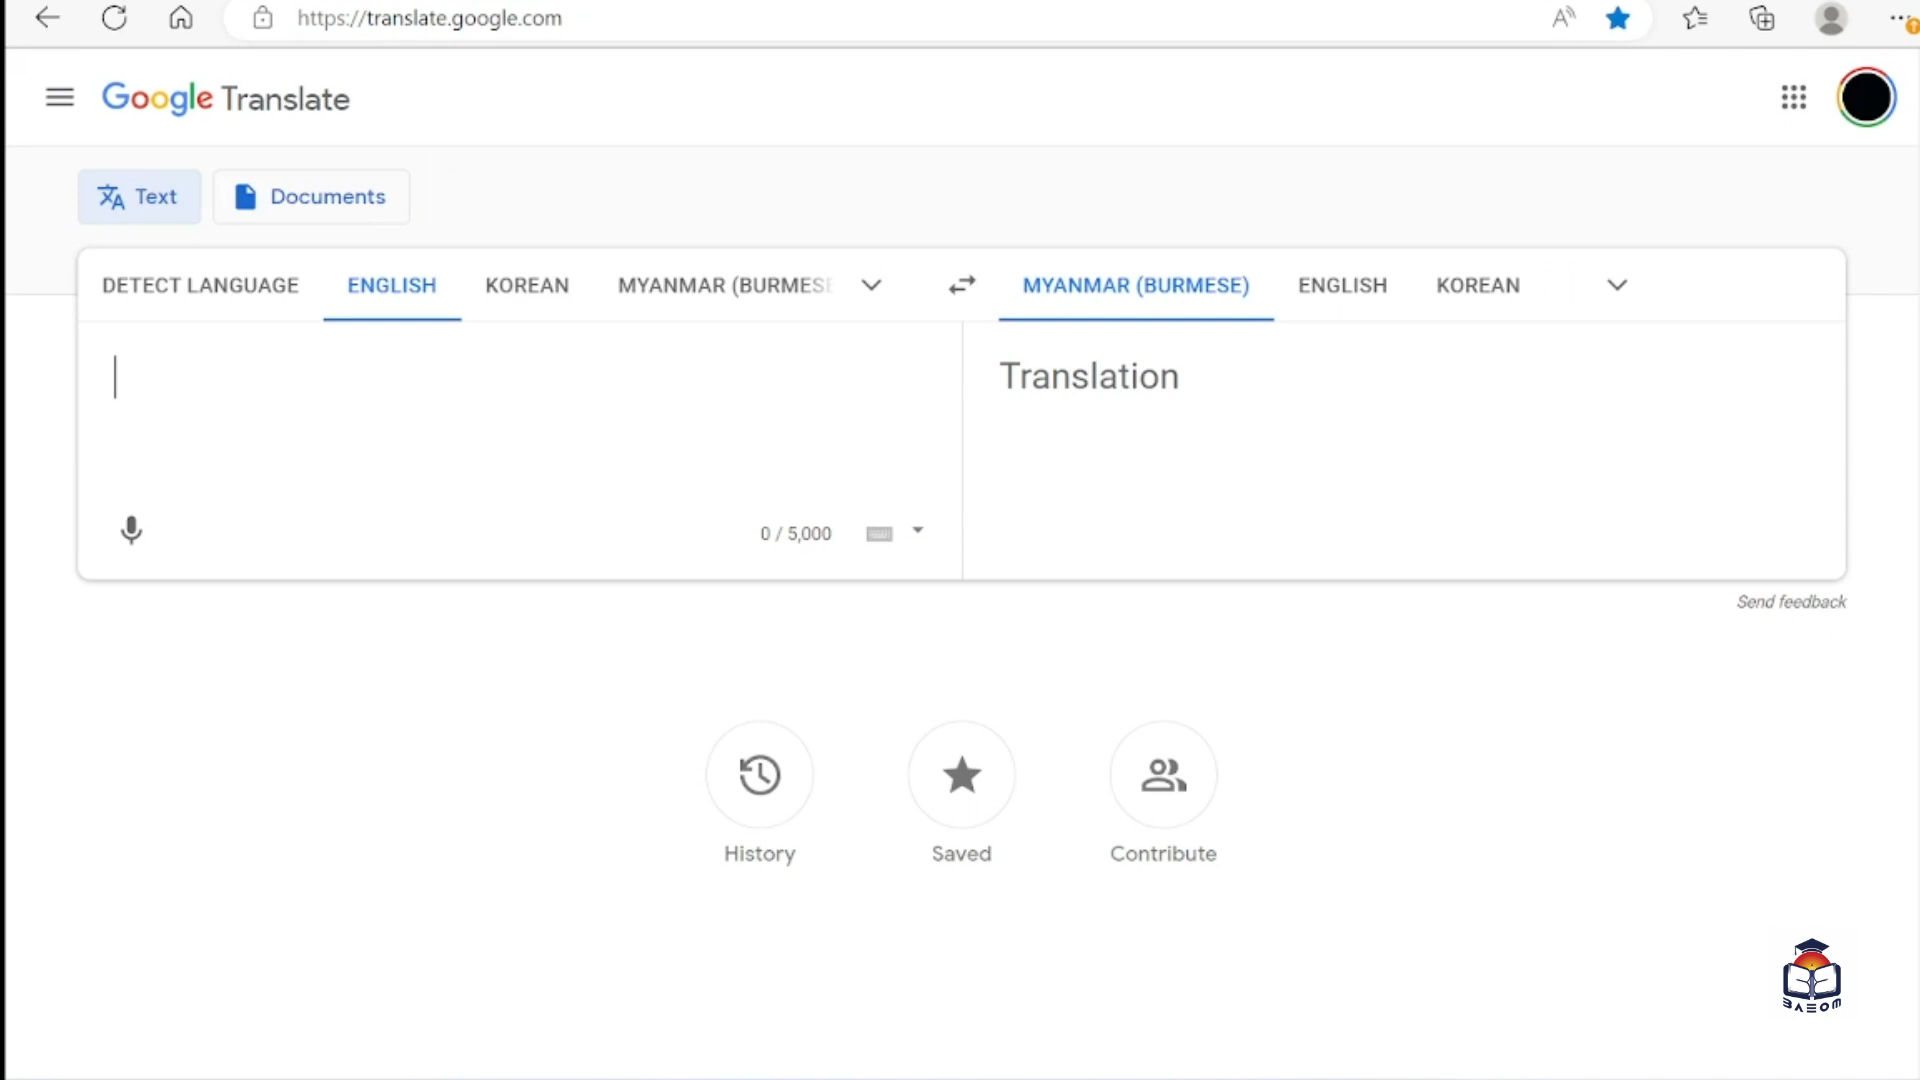 https://translate.google.com
Google Translate
Text
Documents
DETECT LANGUAGE
ENGLISH
KOREAN
MYANMAR (BURMESE
MYANMAR (BURMESE)
ENGLISH
KOREAN
Translation
0 / 5,000
Send feedback
History
Saved
Contribute